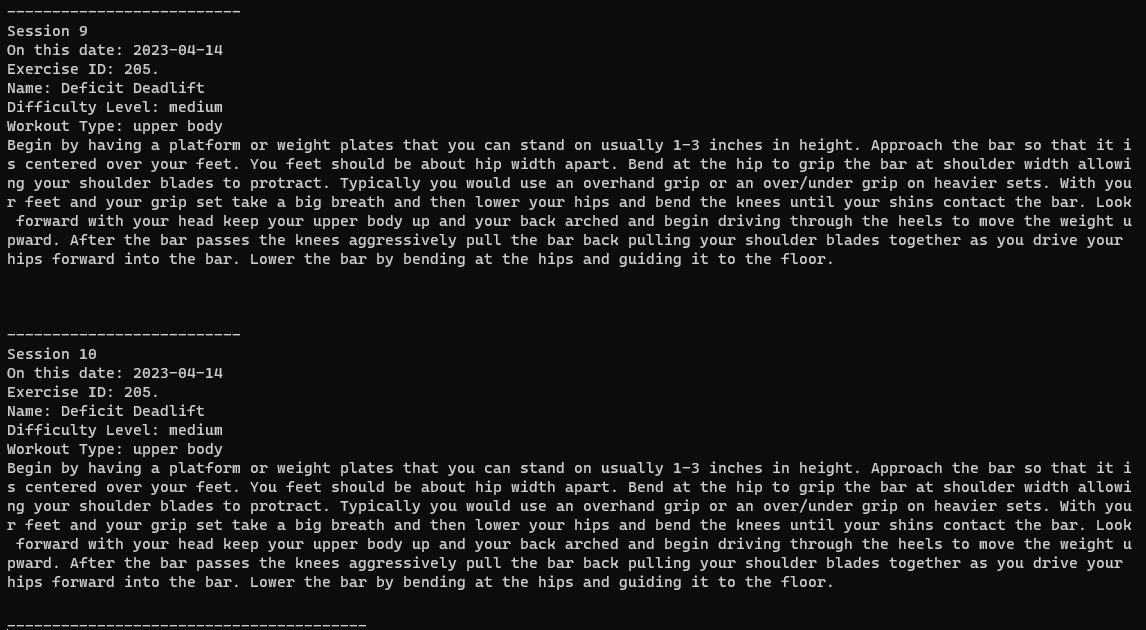 --------------------------
Session 9
On this date: 2023-04-14
Exercise ID: 205.
Name: Deficit Deadlift
Difficulty Level: medium
Workout Type: upper body
Begin by having a platform or weight plates that you can stand on usually 1-3 inches in height. Approach the bar so that it i
s centered over your feet. You feet should be about hip width apart. Bend at the hip to grip the bar at shoulder width allowi
ng your shoulder blades to protract. Typically you would use an overhand grip or an over/under grip on heavier sets. With you
r feet and your grip set take a big breath and then lower your hips and bend the knees until your shins contact the bar. Look
 forward with your head keep your upper body up and your back arched and begin driving through the heels to move the weight u
pward. After the bar passes the knees aggressively pull the bar back pulling your shoulder blades together as you drive your
hips forward into the bar. Lower the bar by bending at the hips and guiding it to the floor.
--------------------------
Session 10
On this date: 2023-04-14
Exercise ID: 205.
Name: Deficit Deadlift
Difficulty Level: medium
Workout Type: upper body
Begin by having a platform or weight plates that you can stand on usually 1-3 inches in height. Approach the bar so that it i
s centered over your feet. You feet should be about hip width apart. Bend at the hip to grip the bar at shoulder width allowi
ng your shoulder blades to protract. Typically you would use an overhand grip or an over/under grip on heavier sets. With you
r feet and your grip set take a big breath and then lower your hips and bend the knees until your shins contact the bar. Look
 forward with your head keep your upper body up and your back arched and begin driving through the heels to move the weight u
pward. After the bar passes the knees aggressively pull the bar back pulling your shoulder blades together as you drive your
hips forward into the bar. Lower the bar by bending at the hips and guiding it to the floor.
----------------------------------------